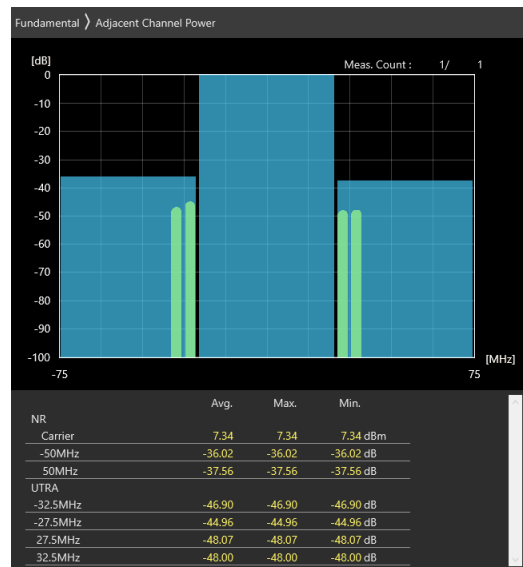 Fundamental ❭ Adjacent Channel Power
[dB]
Meas. Count : 1/ 1
0
-10
-20
-30
-40
-50
-60
-70
-80
-90
-100
[MHz]
-75 75
Avg. Max. Min.
NR
Carrier 7.34 7.34 7.34 dBm
-50MHz -36.02 -36.02 -36.02 dB
50MHz -37.56 -37.56 -37.56 dB
UTRA
-32.5MHz -46.90 -46.90 -46.90 dB
-27.5MHz -44.96 -44.96 -44.96 dB
27.5MHz -48.07 -48.07 -48.07 dB
32.5MHz -48.00 -48.00 -48.00 dB